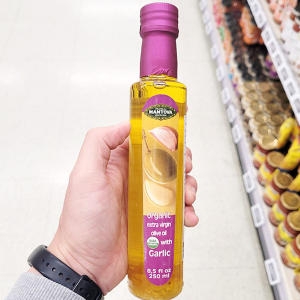 MANTOVA
organic
extra virgin
olive oil
with
Garlic
8,5 fl oz
250 ml